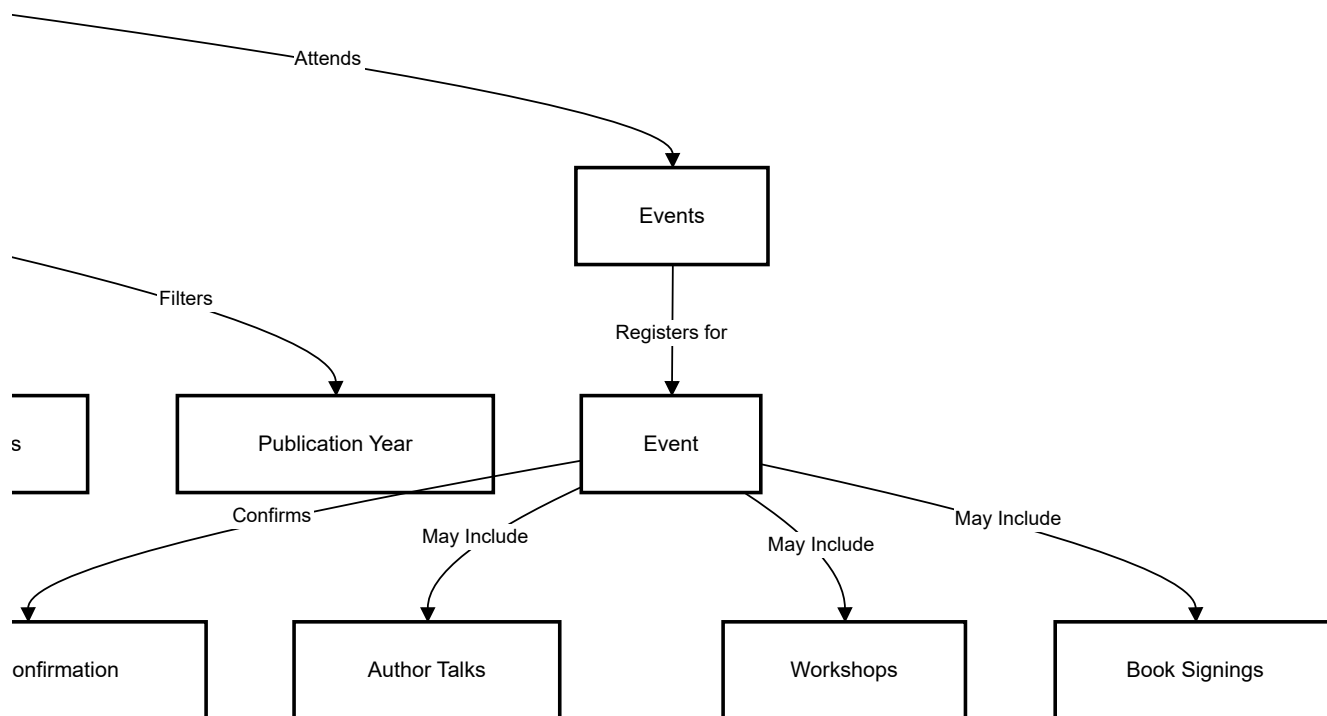 Attends
Events
Filters
Registers for
s
Publication Year
Event
Confirms
May Include
May Include
May Include
onfirmation
Author Talks
Workshops
Book Signings